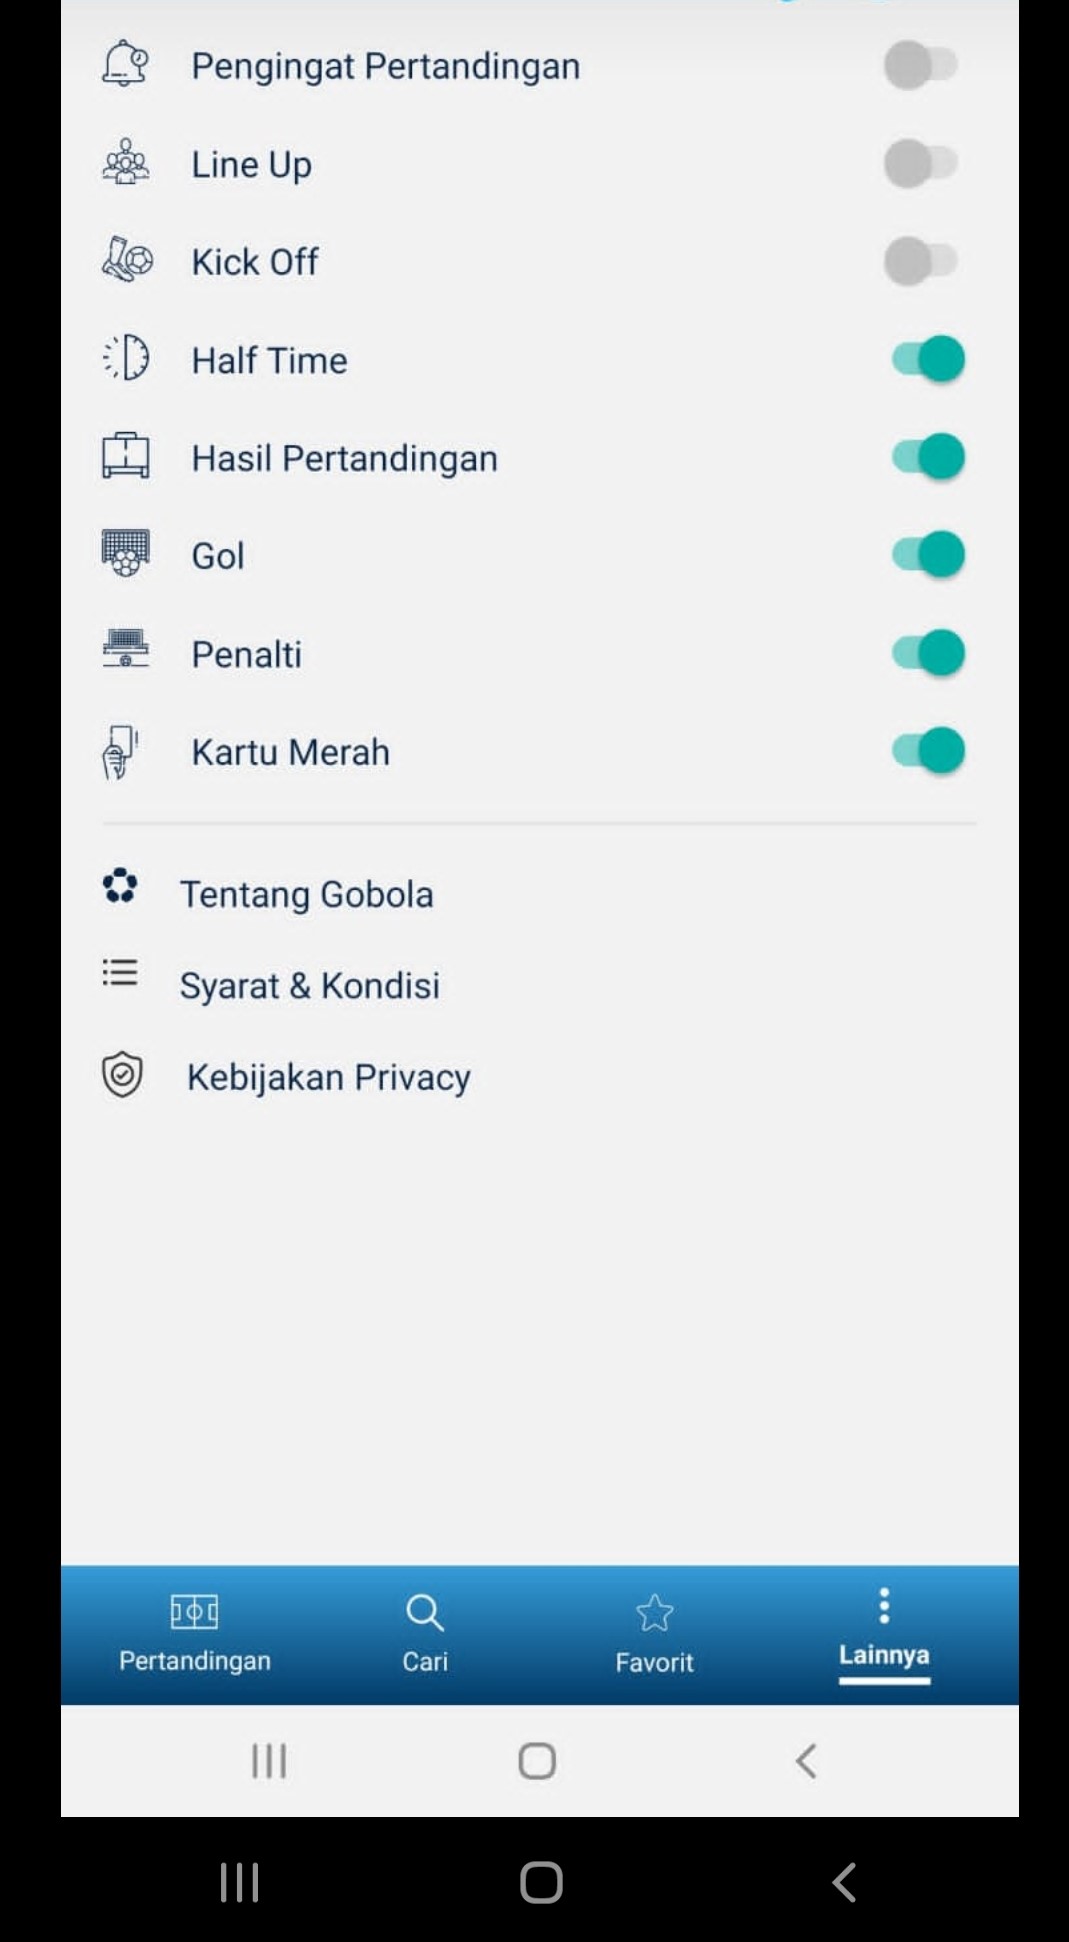 Pengingat Pertandingan
Line Up
Kick Off
Half Time
Hasil Pertandingan
Gol
Penalti
Kartu Merah
Tentang Gobola
Syarat & Kondisi
Kebijakan Privacy
Pertandingan
Cari
Favorit
Lainnya